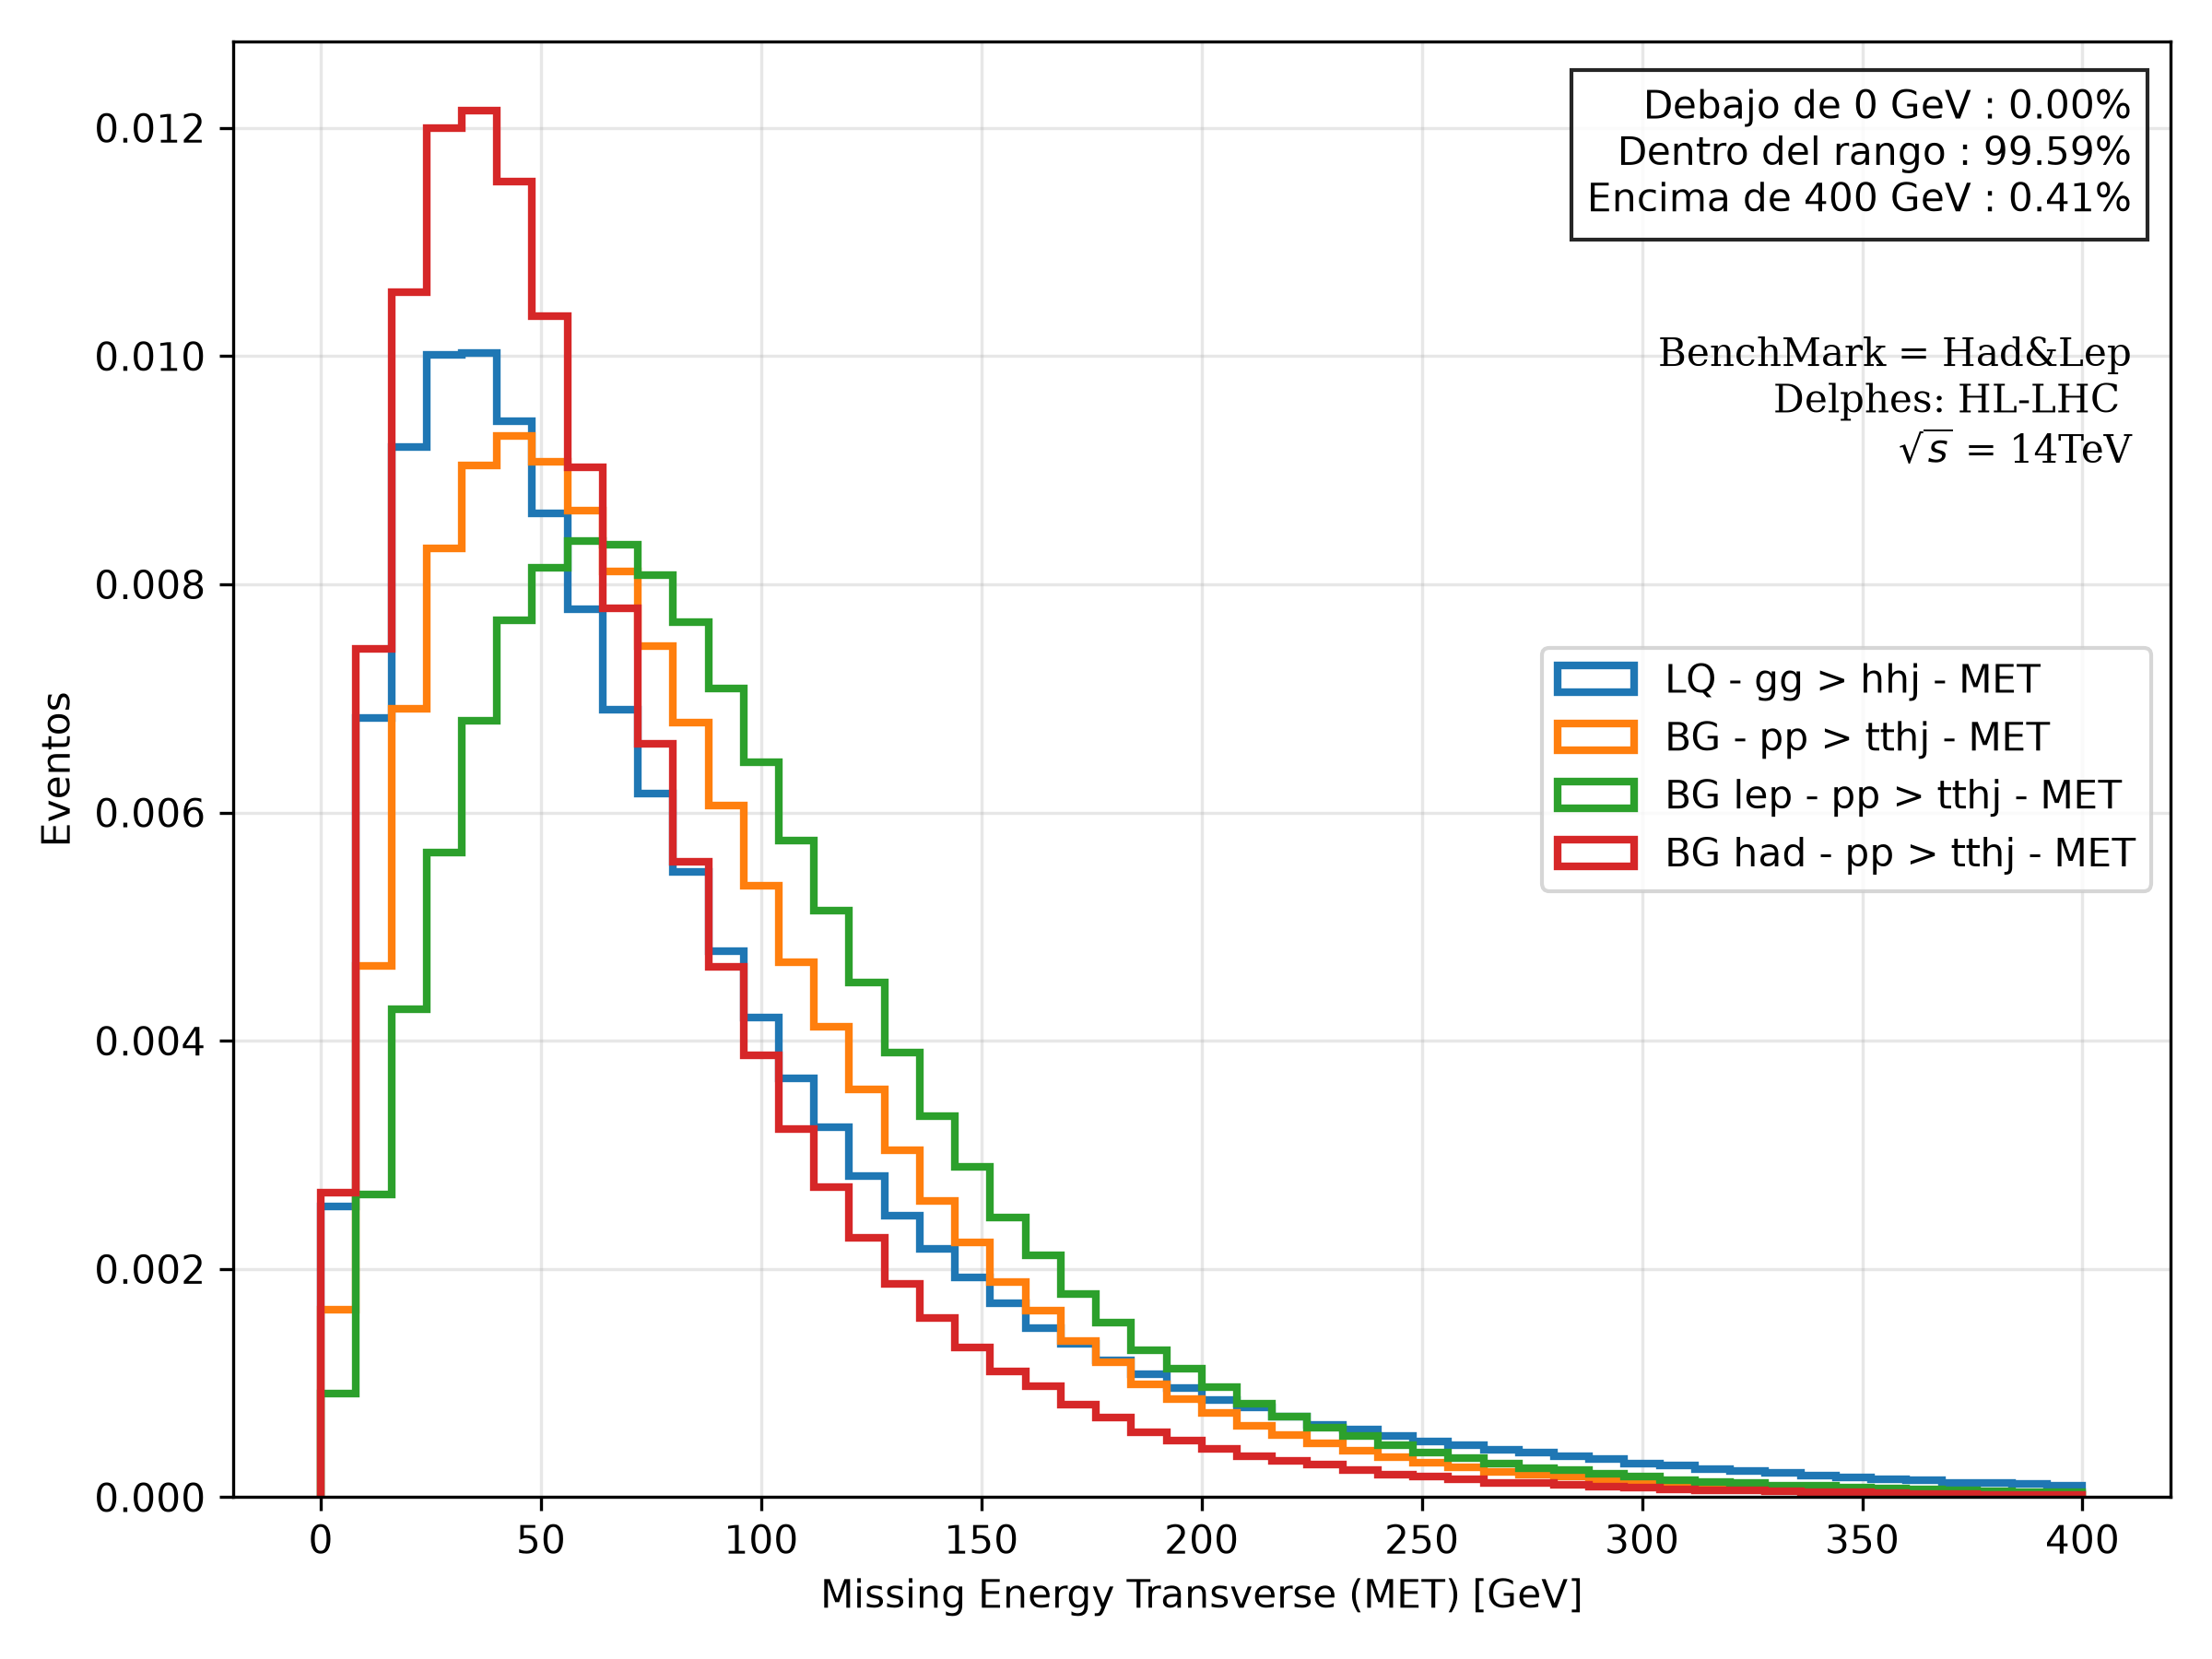 Debajo de 0 GeV : 0.00%
Dentro del rango : 99.59%
Encima de 400 GeV : 0.41%
BenchMark = Had&Lep
Delphes: HL-LHC
√s = 14TeV
LQ - gg > hhj - MET
BG - pp > tthj - MET
BG lep - pp > tthj - MET
BG had - pp > tthj - MET
Eventos
0.012
0.010
0.008
0.006
0.004
0.002
0.000
0 50 100 150 200 250 300 350 400
Missing Energy Transverse (MET) [GeV]